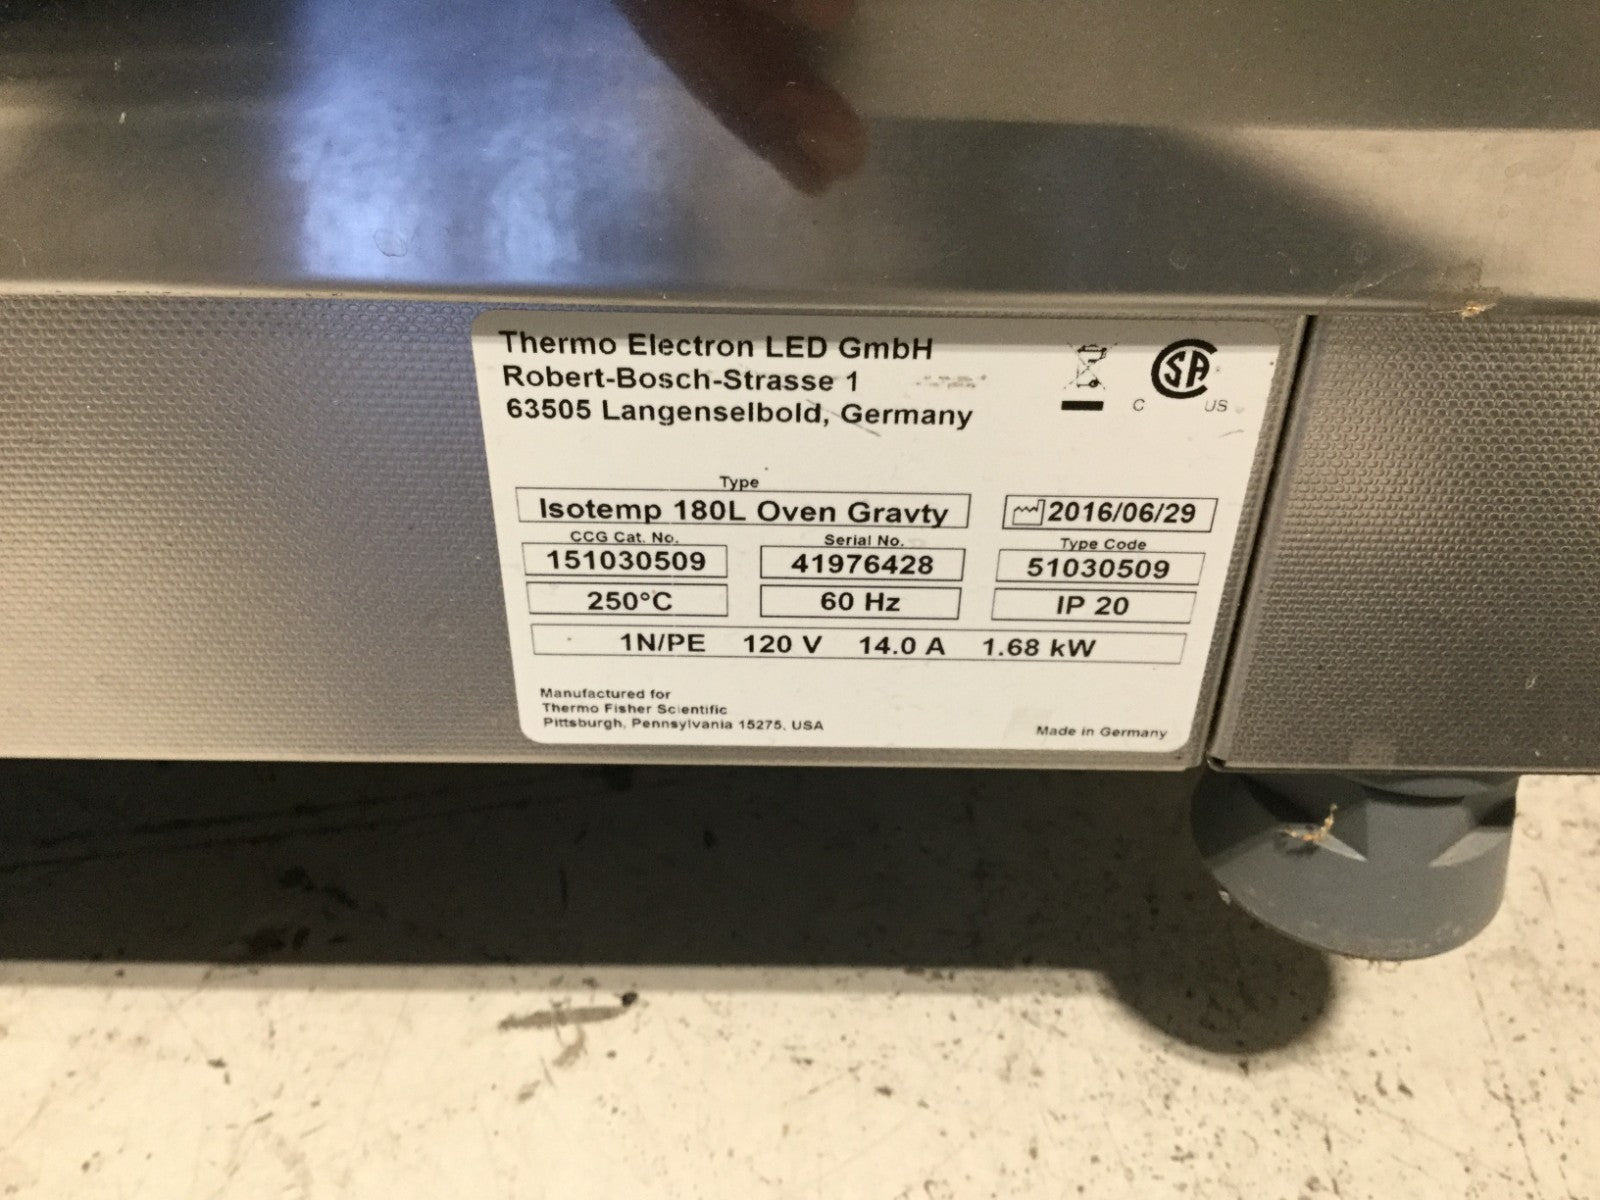 Thermo Electron LED GmbH
Robert-Bosch-Strasse 1
63505 Langenselbold, Germany
C SA US
Type
Isotemp 180L Oven Gravty
2016/06/29
CCG Cat. No.
Serial No.
Type Code
151030509
41976428
51030509
250°C
60 Hz
IP 20
1N/PE 120 V 14.0 A 1.68 kW
Manufactured for
Thermo Fisher Scientific
Pittsburgh, Pennsylvania 15275, USA
Made in Germany